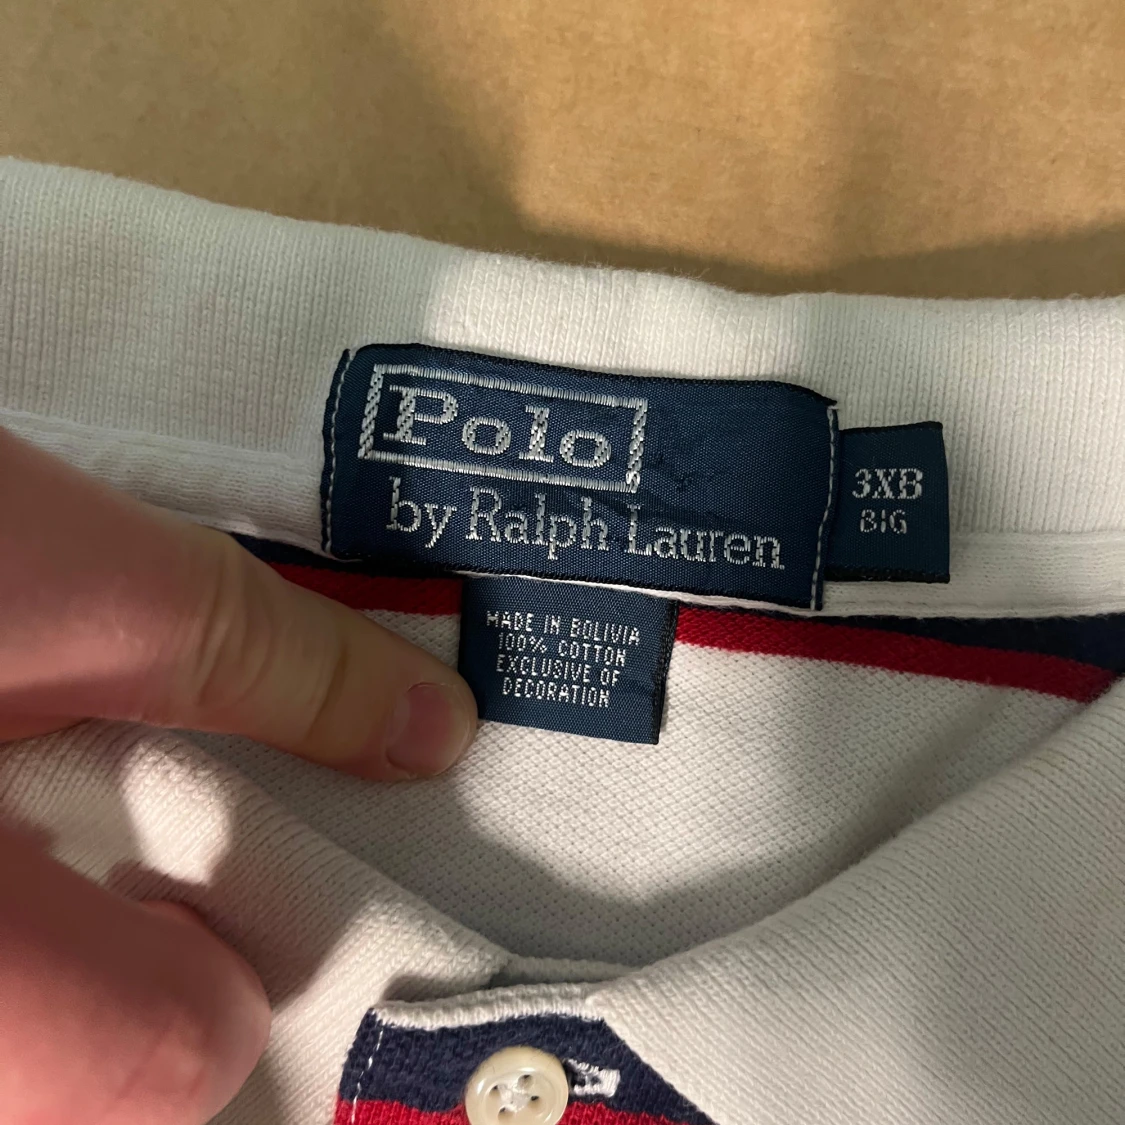 Polo
by Ralph Lauren
3XB
BIG
MADE IN BOLIVIA
100% COTTON
EXCLUSIVE OF
DECORATION